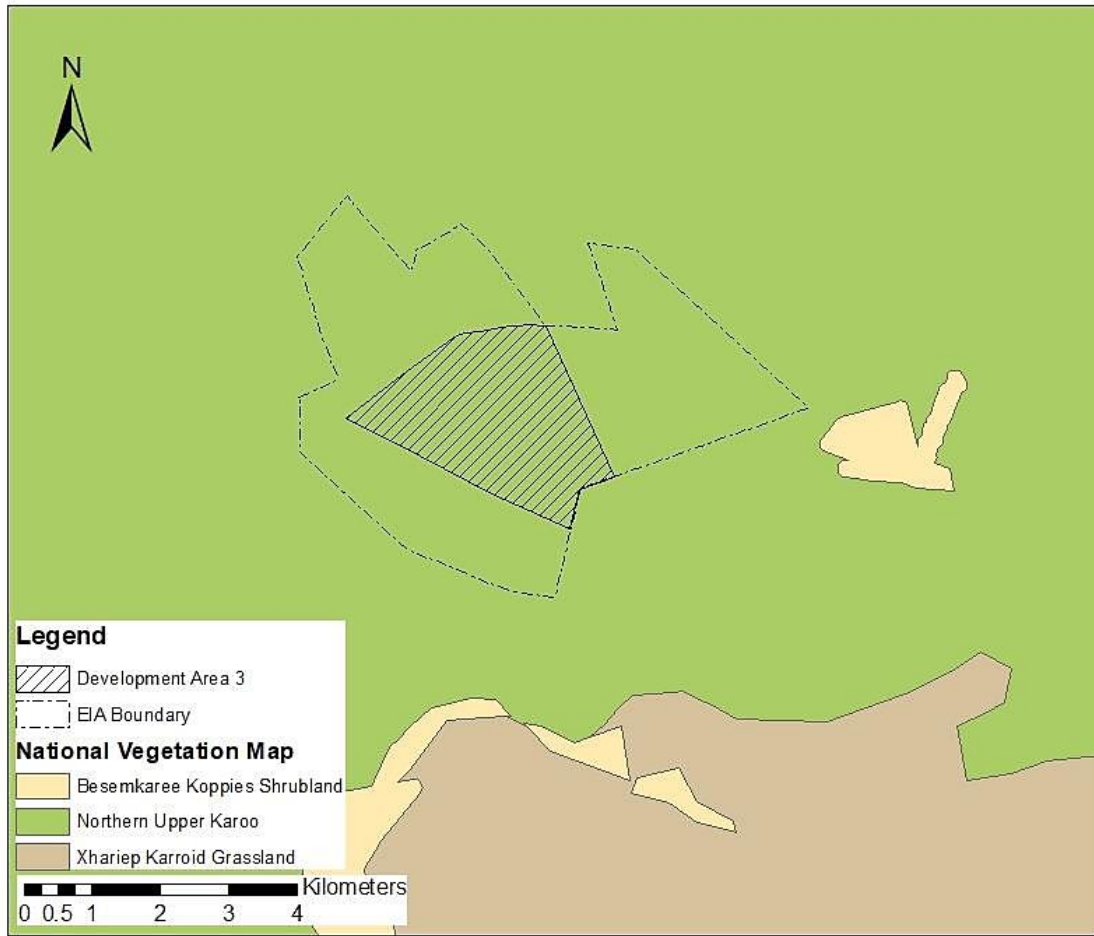 N
Legend
Development Area 3
EIA Boundary
National Vegetation Map
Besemkaree Koppies Shrubland
Northern Upper Karoo
Xhariep Karroid Grassland
Kilometers
0 0.5 1 2 3 4